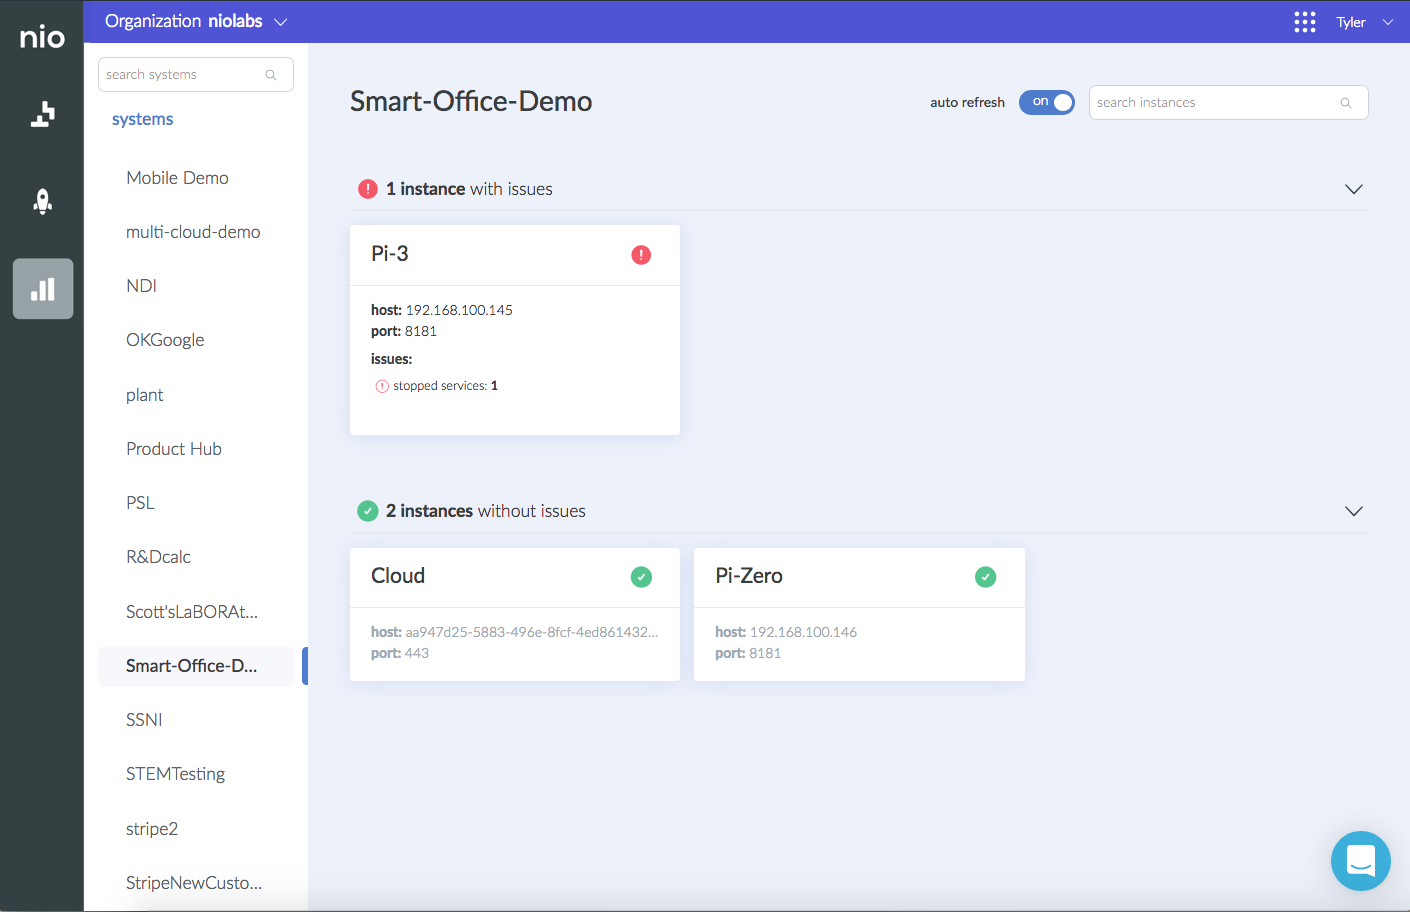 nio
Organization niolabs
Tyler
search systems
systems
Mobile Demo
multi-cloud-demo
NDI
OKGoogle
plant
Product Hub
PSL
R&Dcalc
Scott'sLaBORAt...
Smart-Office-D...
SSNI
STEMTesting
stripe2
StripeNewCusto...
Smart-Office-Demo
auto refresh
on
search instances
1 instance with issues
Pi-3
host: 192.168.100.145
port: 8181
issues:
stopped services: 1
2 instances without issues
Cloud
host: aa947d25-5883-496e-8fcf-4ed861432...
port: 443
Pi-Zero
host: 192.168.100.146
port: 8181